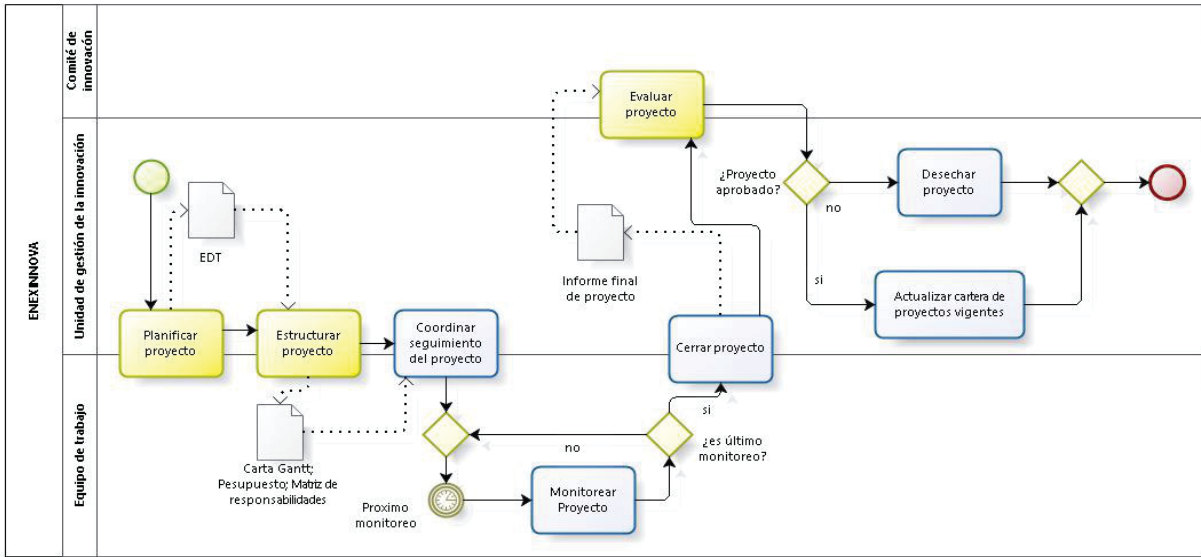 ENEXINNOVA
Comité de
innovacón
Unidad de gestión de la innovación
Equipo de trabajo
Evaluar
proyecto
¿Proyecto
aprobado?
no
si
Desechar
proyecto
Actualizar cartera de
proyectos vigentes
EDT
Informe final
de proyecto
Planificar
proyecto
Estructurar
proyecto
Coordinar
seguimiento
del proyecto
Cerrar proyecto
Carta Gantt;
Pesupuesto; Matriz de
responsabilidades
no
si
¿es último
monitoreo?
Proximo
monitoreo
Monitorear
Proyecto